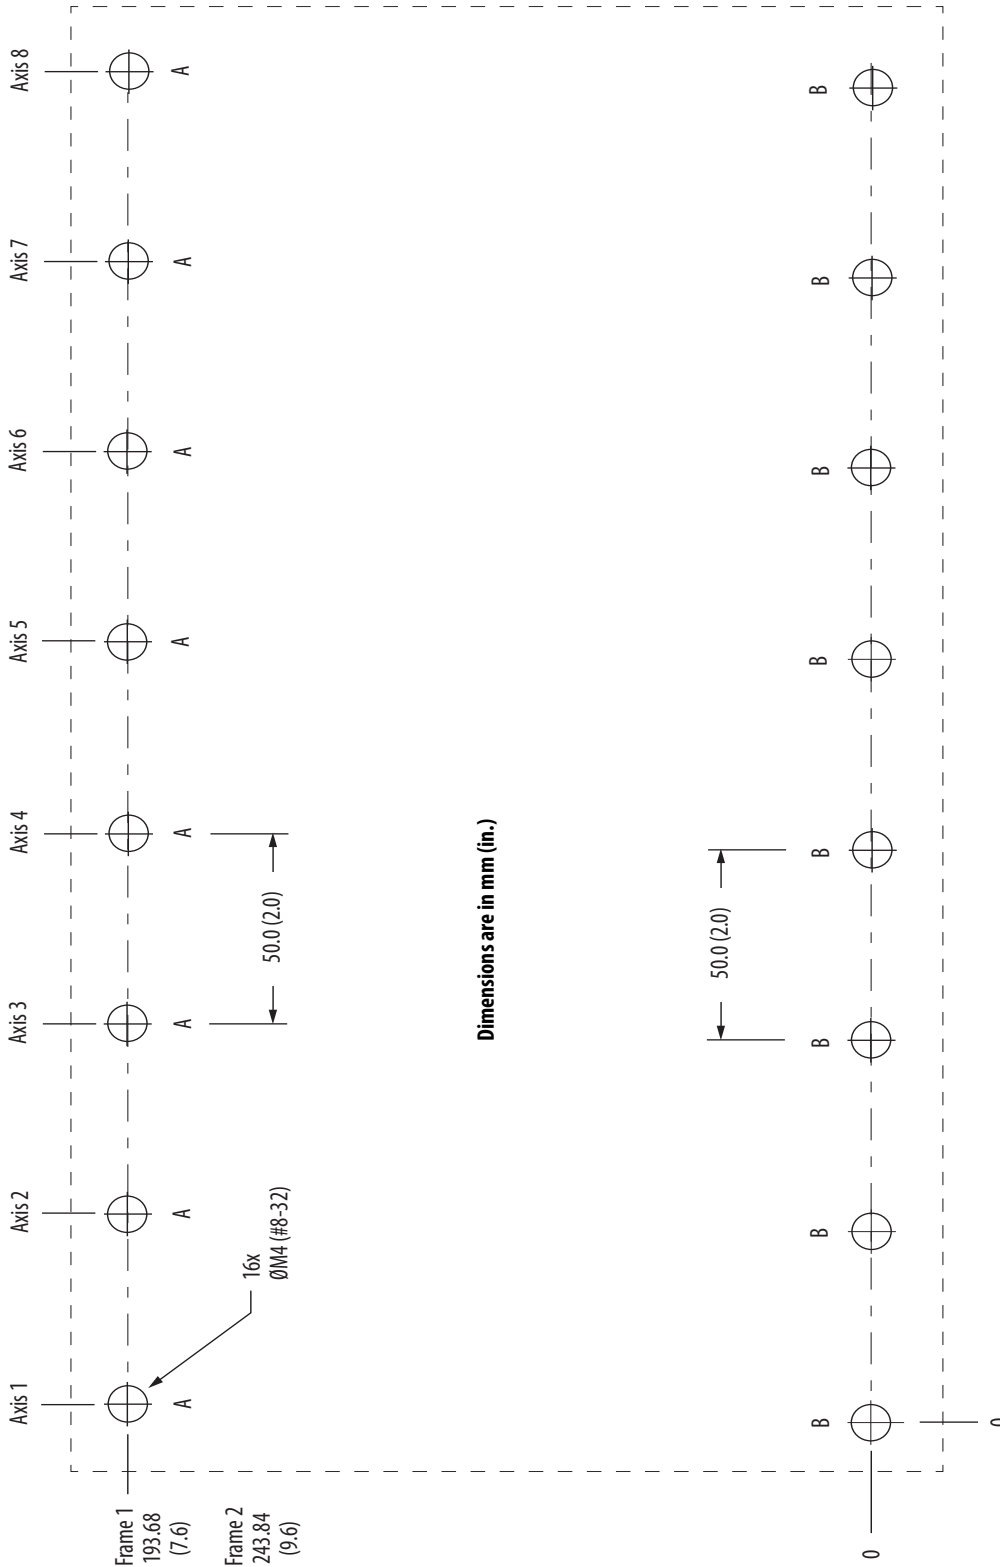 Axis 1
Axis 2
Axis 3
Axis 4
Axis 5
Axis 6
Axis 7
Axis 8
Frame 1
193.68
(7.6)
A
A
A
A
A
A
A
A
Frame 2
243.84
(9.6)
16x
ØM4 (#8-32)
50.0 (2.0)
Dimensions are in mm (in.)
50.0 (2.0)
B
B
B
B
B
B
B
B
0
0